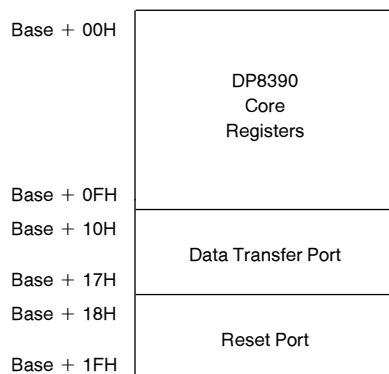 Base + 00H
DP8390
Core
Registers
Base + 0FH
Base + 10H
Data Transfer Port
Base + 17H
Base + 18H
Reset Port
Base + 1FH